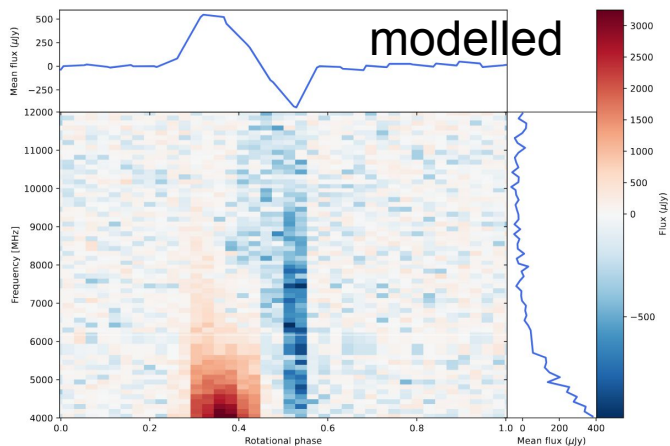 modelled
Mean flux (μJy)
500
250
0
−250
Frequency [MHz]
12000
11000
10000
9000
8000
7000
6000
5000
4000
0.0 0.2 0.4 0.6 0.8 1.0
Rotational phase
0 200 400
Mean flux (μJy)
3000
2500
2000
1500
1000
500
0
−500
Flux (μJy)